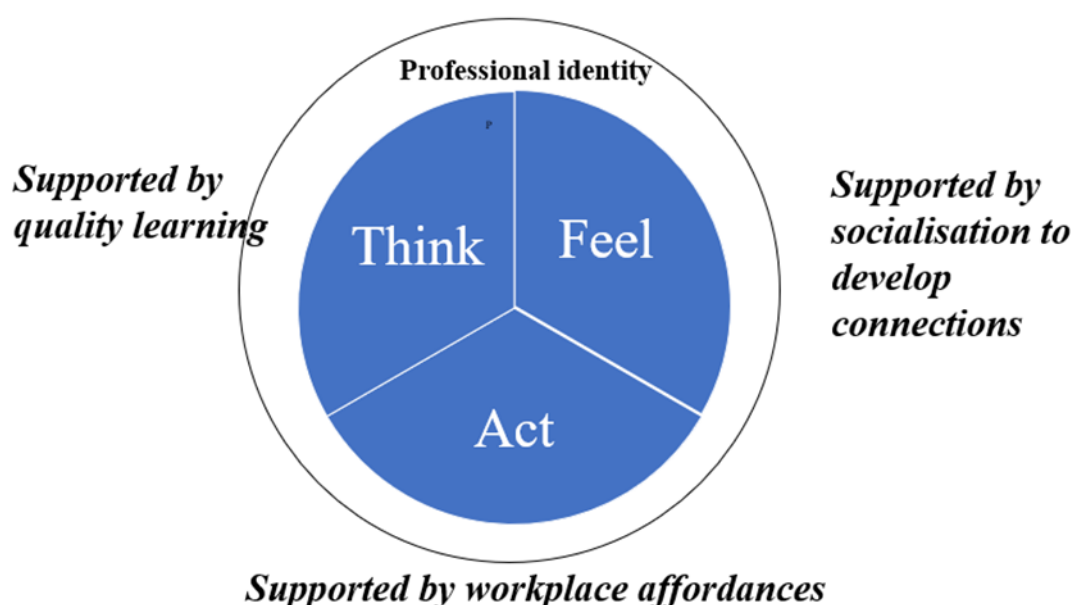 Professional identity
P
Supported by
quality learning
Think
Feel
Supported by
socialisation to
develop
connections
Act
Supported by workplace affordances